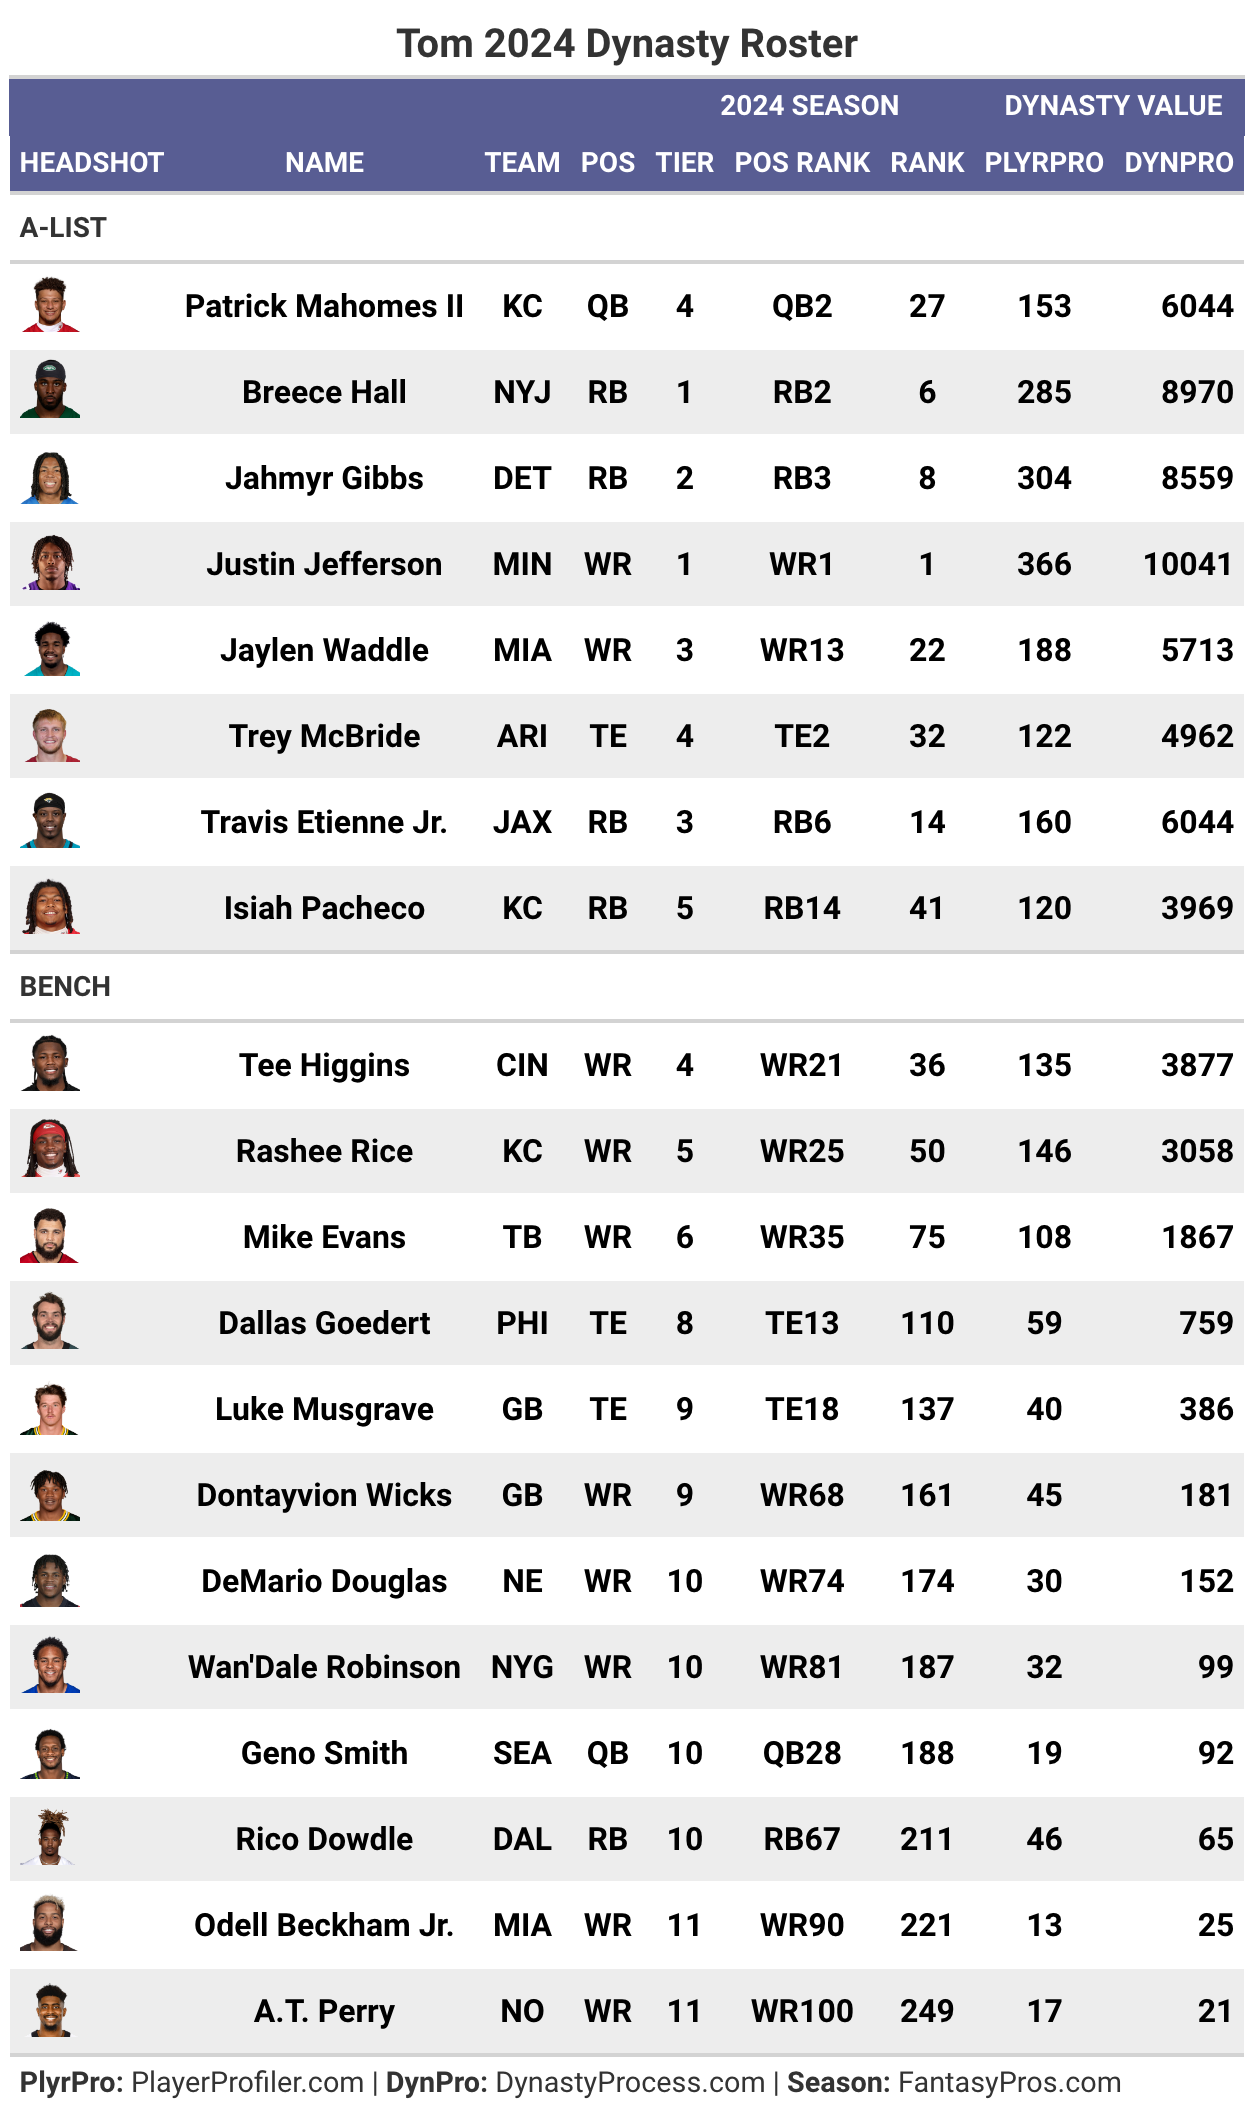 Tom 2024 Dynasty Roster
2024 SEASON DYNASTY VALUE
HEADSHOT NAME TEAM POS TIER POS RANK RANK PLYRPRO DYNPRO
A-LIST
Patrick Mahomes II KC QB 4 QB2 27 153 6044
Breece Hall NYJ RB 1 RB2 6 285 8970
Jahmyr Gibbs DET RB 2 RB3 8 304 8559
Justin Jefferson MIN WR 1 WR1 1 366 10041
Jaylen Waddle MIA WR 3 WR13 22 188 5713
Trey McBride ARI TE 4 TE2 32 122 4962
Travis Etienne Jr. JAX RB 3 RB6 14 160 6044
Isiah Pacheco KC RB 5 RB14 41 120 3969
BENCH
Tee Higgins CIN WR 4 WR21 36 135 3877
Rashee Rice KC WR 5 WR25 50 146 3058
Mike Evans TB WR 6 WR35 75 108 1867
Dallas Goedert PHI TE 8 TE13 110 59 759
Luke Musgrave GB TE 9 TE18 137 40 386
Dontayvion Wicks GB WR 9 WR68 161 45 181
DeMario Douglas NE WR 10 WR74 174 30 152
Wan'Dale Robinson NYG WR 10 WR81 187 32 99
Geno Smith SEA QB 10 QB28 188 19 92
Rico Dowdle DAL RB 10 RB67 211 46 65
Odell Beckham Jr. MIA WR 11 WR90 221 13 25
A.T. Perry NO WR 11 WR100 249 17 21
PlyrPro: PlayerProfiler.com | DynPro: DynastyProcess.com | Season: FantasyPros.com